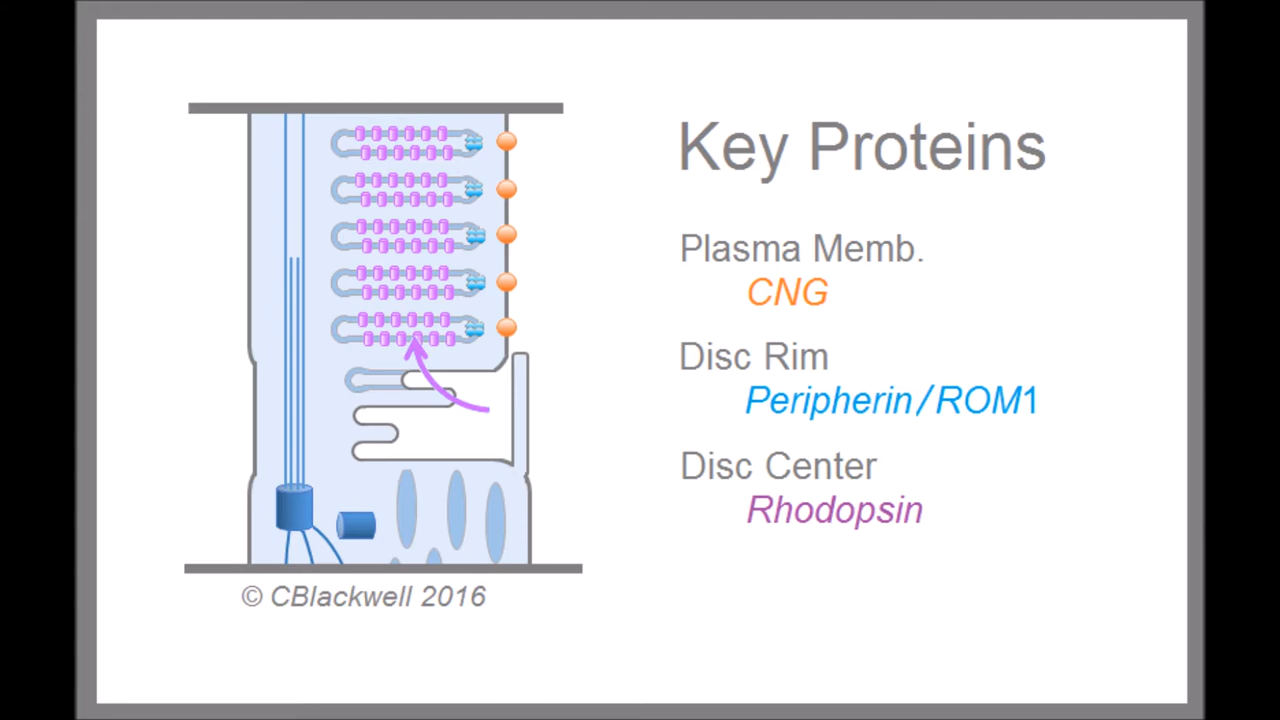 Key Proteins
Plasma Memb.
CNG
Disc Rim
Peripherin/ROM1
Disc Center
Rhodopsin
© CBlackwell 2016